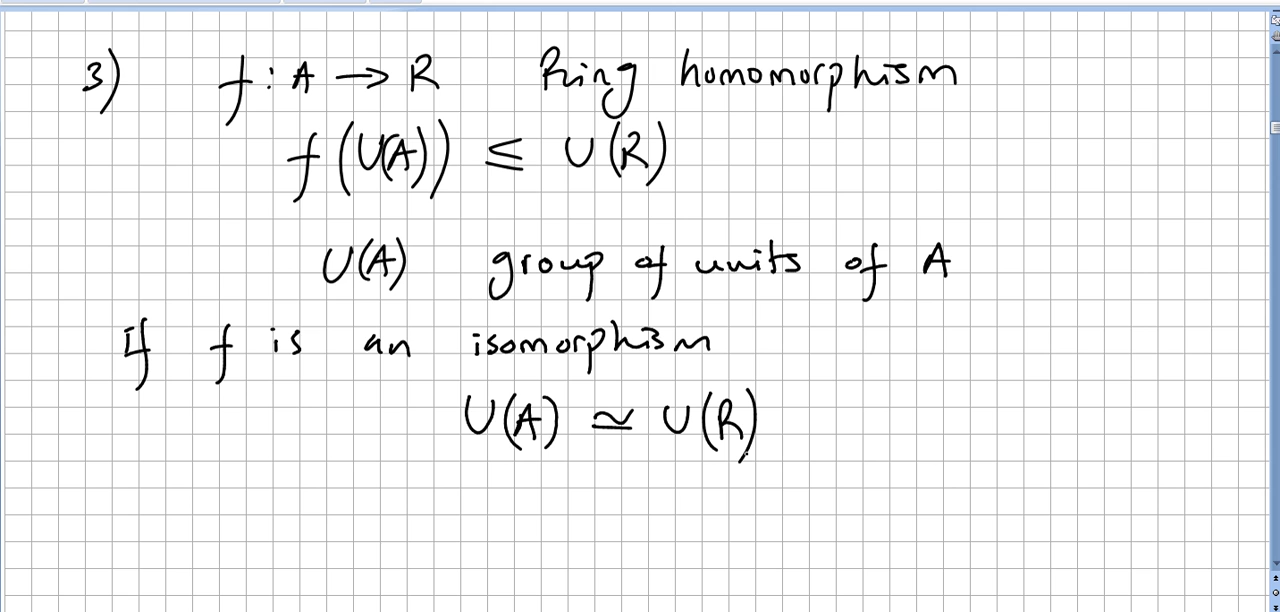 3) f : A → R Ring homomorphism
f(U(A)) ≤ U(R)
U(A) group of units of A
If f is an isomorphism
U(A) ≃ U(R)